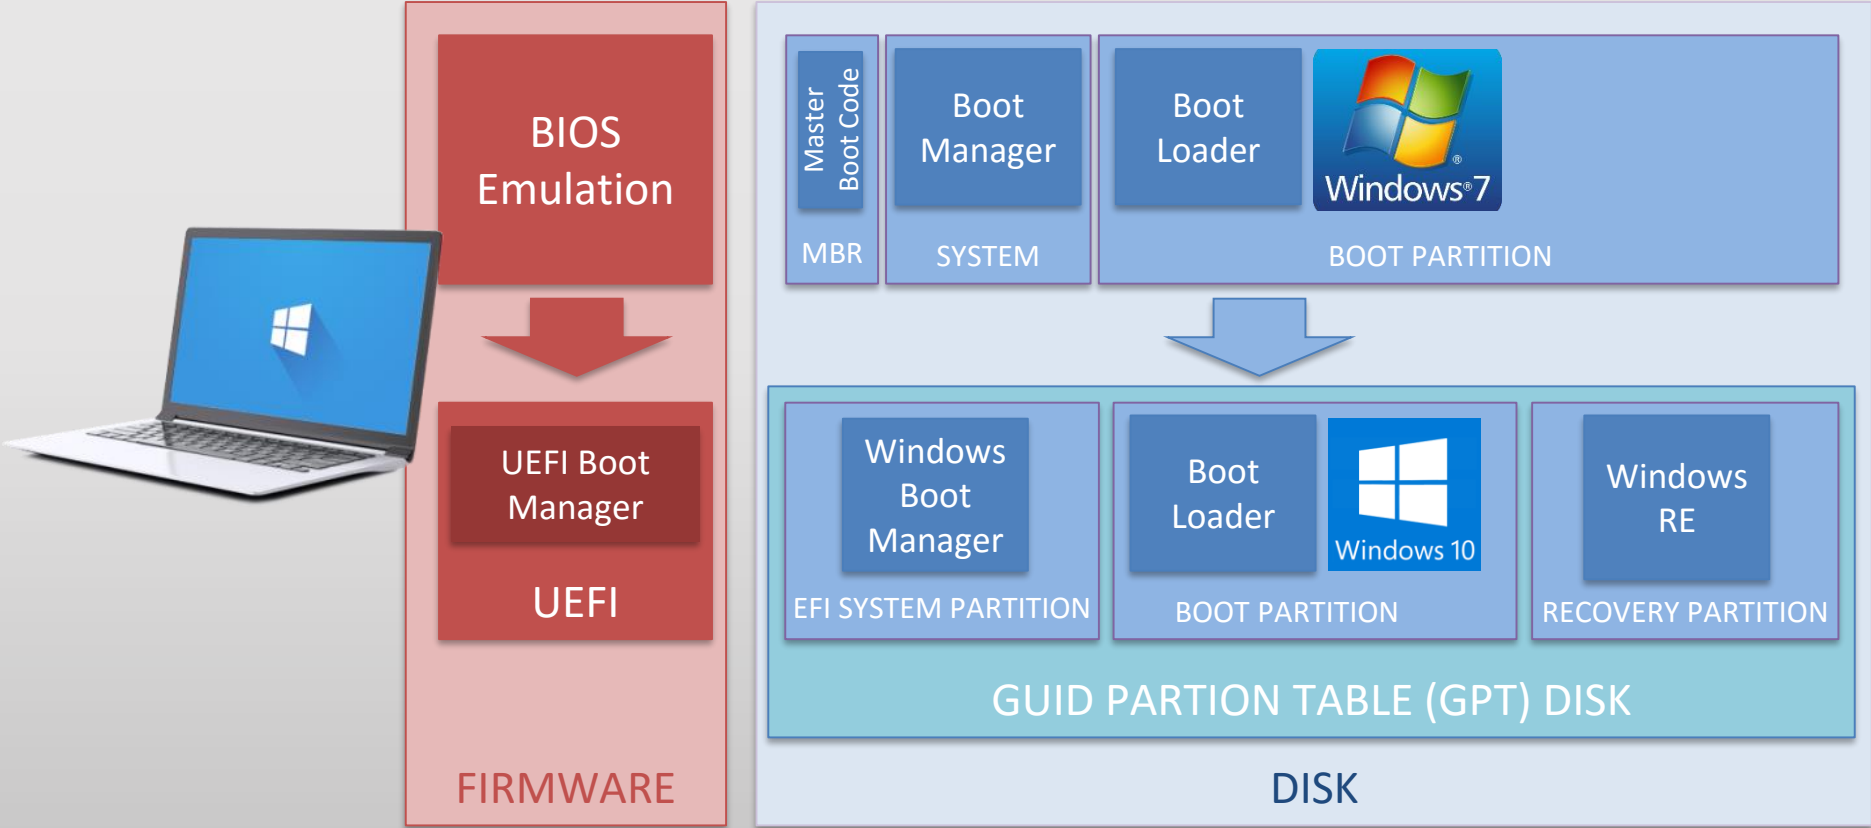 BIOS
Emulation
UEFI Boot
Manager
UEFI
FIRMWARE
Master
Boot Code
MBR
Boot
Manager
SYSTEM
Boot
Loader
Windows®7
BOOT PARTITION
Windows
Boot
Manager
EFI SYSTEM PARTITION
Boot
Loader
Windows 10
BOOT PARTITION
Windows
RE
RECOVERY PARTITION
GUID PARTION TABLE (GPT) DISK
DISK